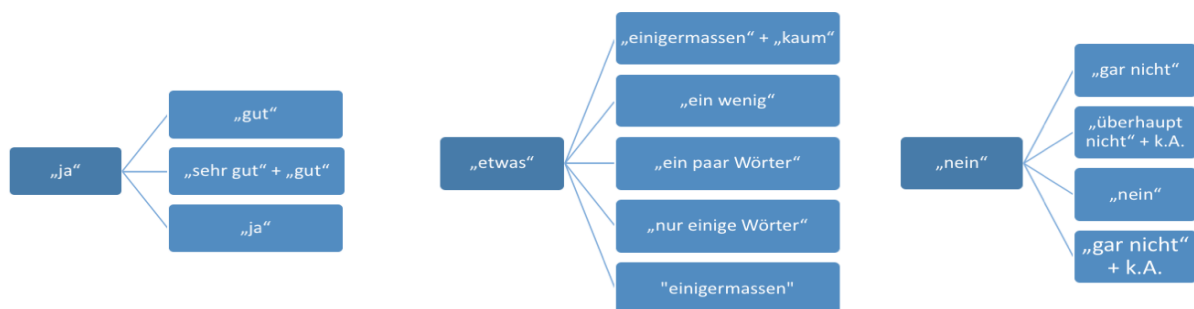 „ja“
„gut“
„sehr gut“ + „gut“
„ja“
„etwas“
„einigermassen“ + „kaum“
„ein wenig“
„ein paar Wörter“
„nur einige Wörter“
"einigermassen"
„nein“
„gar nicht“
„überhaupt
nicht“ + k.A.
„nein“
„gar nicht“
+ k.A.